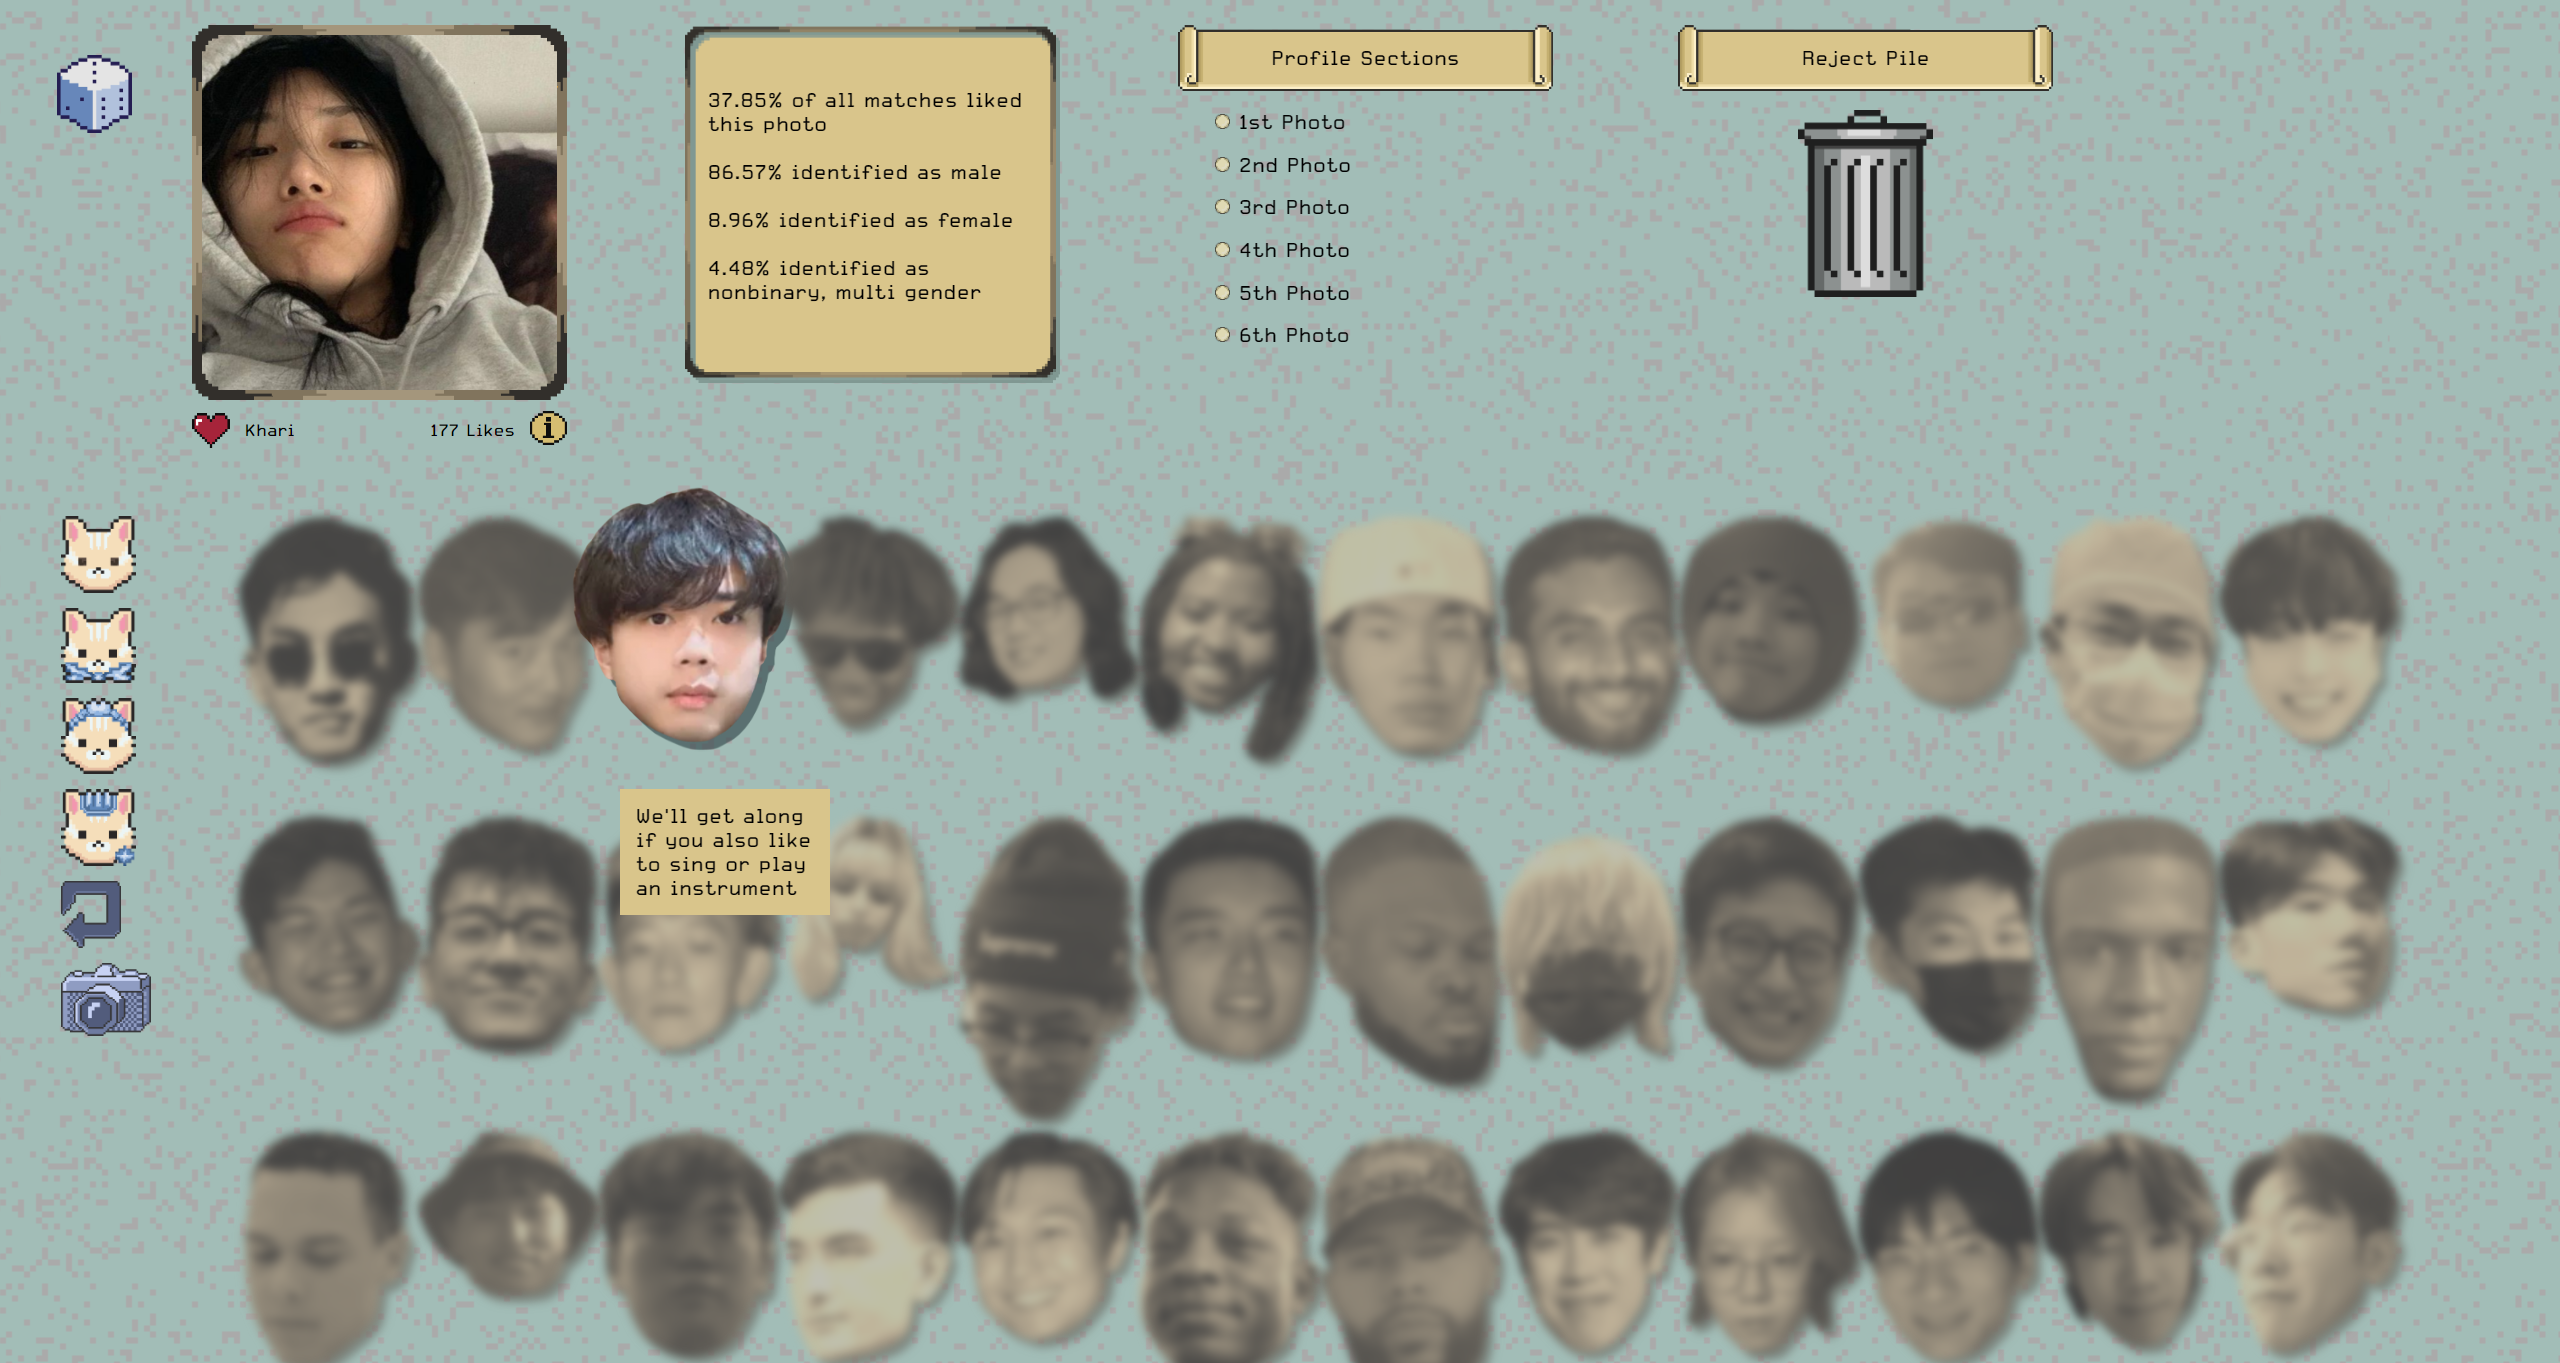 37.85% of all matches liked
this photo
86.57% identified as male
8.96% identified as female
4.48% identified as
nonbinary, multi gender
Profile Sections
1st Photo
2nd Photo
3rd Photo
4th Photo
5th Photo
6th Photo
Reject Pile
Khari
177 Likes
i
We'll get along
if you also like
to sing or play
an instrument